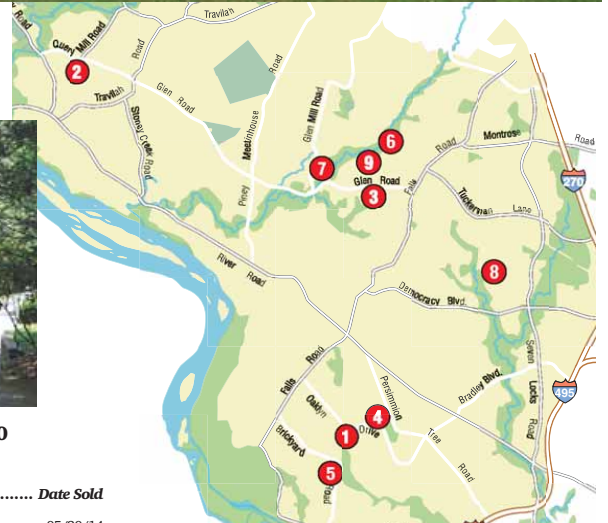 Travilah
Road
Query Mill Road
2
Travilah
Road
Glen Road
Stoney Creek Road
Piney Meetinghouse Road
Glen Mill Road
7
6
9
Glen Road
3
Falls Road
Montrose Road
270
Tuckerman Lane
8
River Road
Democracy Blvd.
Seven Locks Road
495
Bradley Blvd.
Falls Road
Persimmon Tree Road
Oaklyn Drive
4
1
Brickyard Road
5
0
....... Date Sold